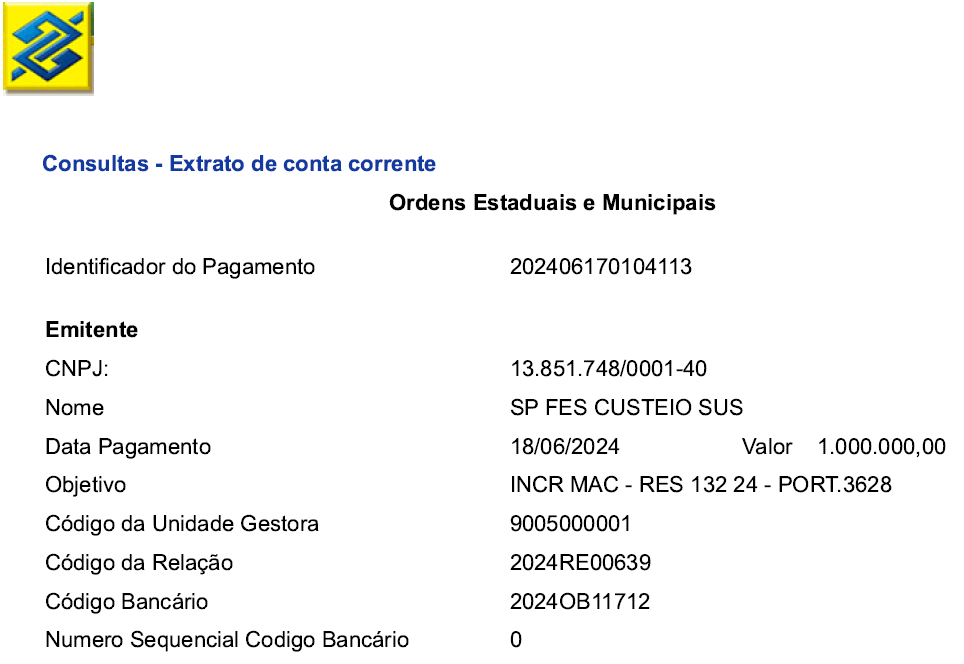 Consultas - Extrato de conta corrente
Ordens Estaduais e Municipais
Identificador do Pagamento 202406170104113
Emitente
CNPJ: 13.851.748/0001-40
Nome SP FES CUSTEIO SUS
Data Pagamento 18/06/2024 Valor 1.000.000,00
Objetivo INCR MAC - RES 132 24 - PORT.3628
Código da Unidade Gestora 9005000001
Código da Relação 2024RE00639
Código Bancário 2024OB11712
Numero Sequencial Codigo Bancário 0